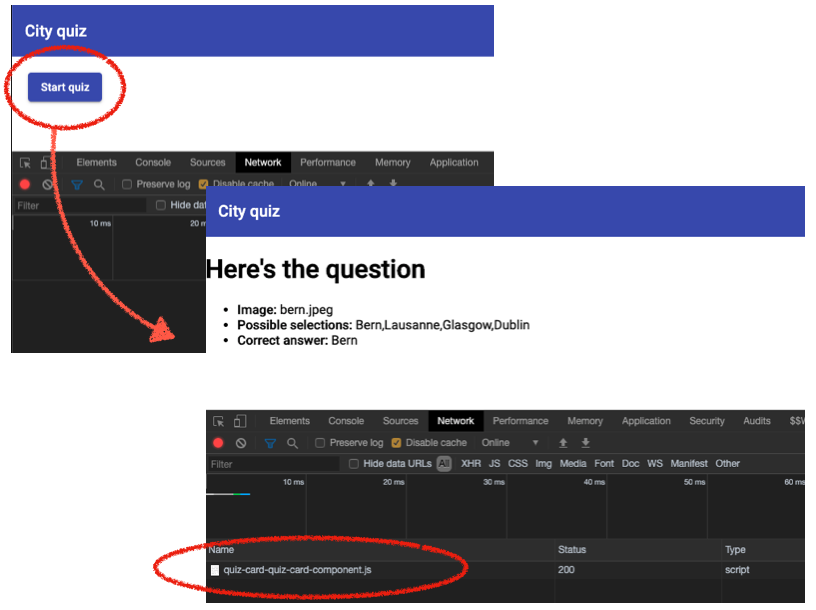 City quiz
Start quiz
Elements Console Sources Network Performance Memory Application
Preserve log Disable cache Online
Filter Hide dat
10 ms 20 m
City quiz
Here's the question
• Image: bern.jpeg
• Possible selections: Bern,Lausanne,Glasgow,Dublin
• Correct answer: Bern
Elements Console Sources Network Performance Memory Application Security Audits $$V
Preserve log Disable cache Online
Filter Hide data URLs All XHR JS CSS Img Media Font Doc WS Manifest Other
10 ms 20 ms 30 ms 40 ms 50 ms 60 ms
Name Status Type
quiz-card-quiz-card-component.js 200 script